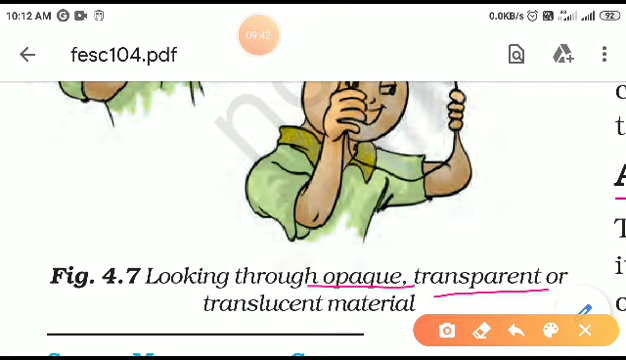 10:12 AM
0.0KB/s
92
09:42
fesc104.pdf
Fig. 4.7 Looking through opaque, transparent or
translucent material